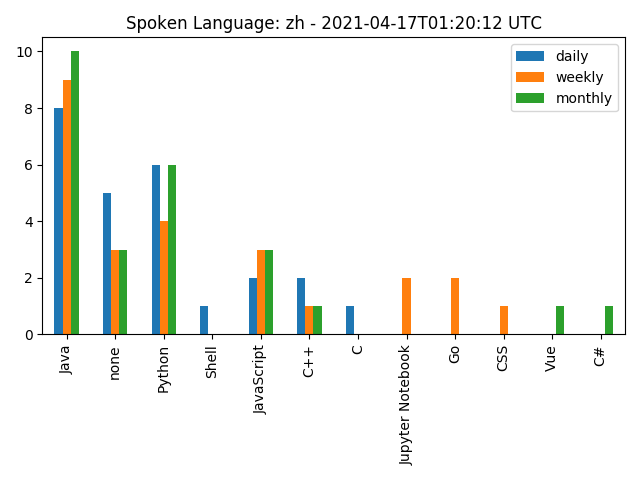 Spoken Language: zh - 2021-04-17T01:20:12 UTC
daily
weekly
monthly
10
8
6
4
2
0
Java
none
Python
Shell
JavaScript
C++
C
Jupyter Notebook
Go
CSS
Vue
C#